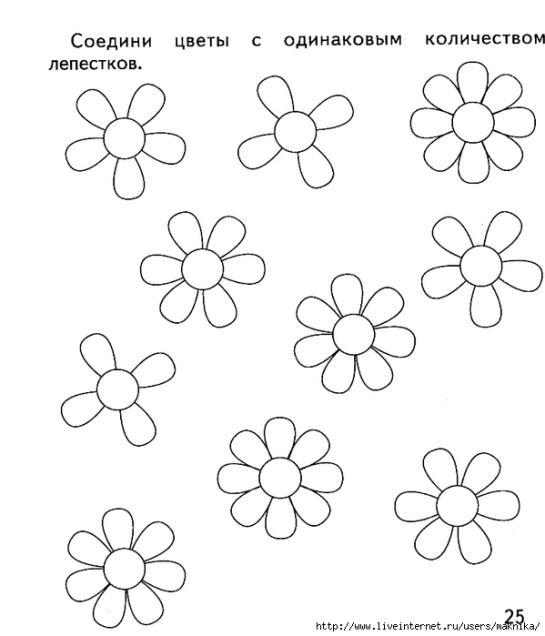 Соедини цветы с одинаковым количеством
лепестков.
25
http://www.liveinternet.ru/users/maknika/